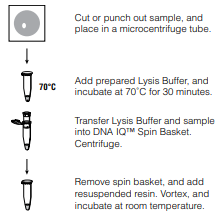 Cut or punch out sample, and
place in a microcentrifuge tube.
70°C
Add prepared Lysis Buffer, and
incubate at 70˚C for 30 minutes.
Transfer Lysis Buffer and sample
into DNA IQ™ Spin Basket.
Centrifuge.
Remove spin basket, and add
resuspended resin. Vortex, and
incubate at room temperature.